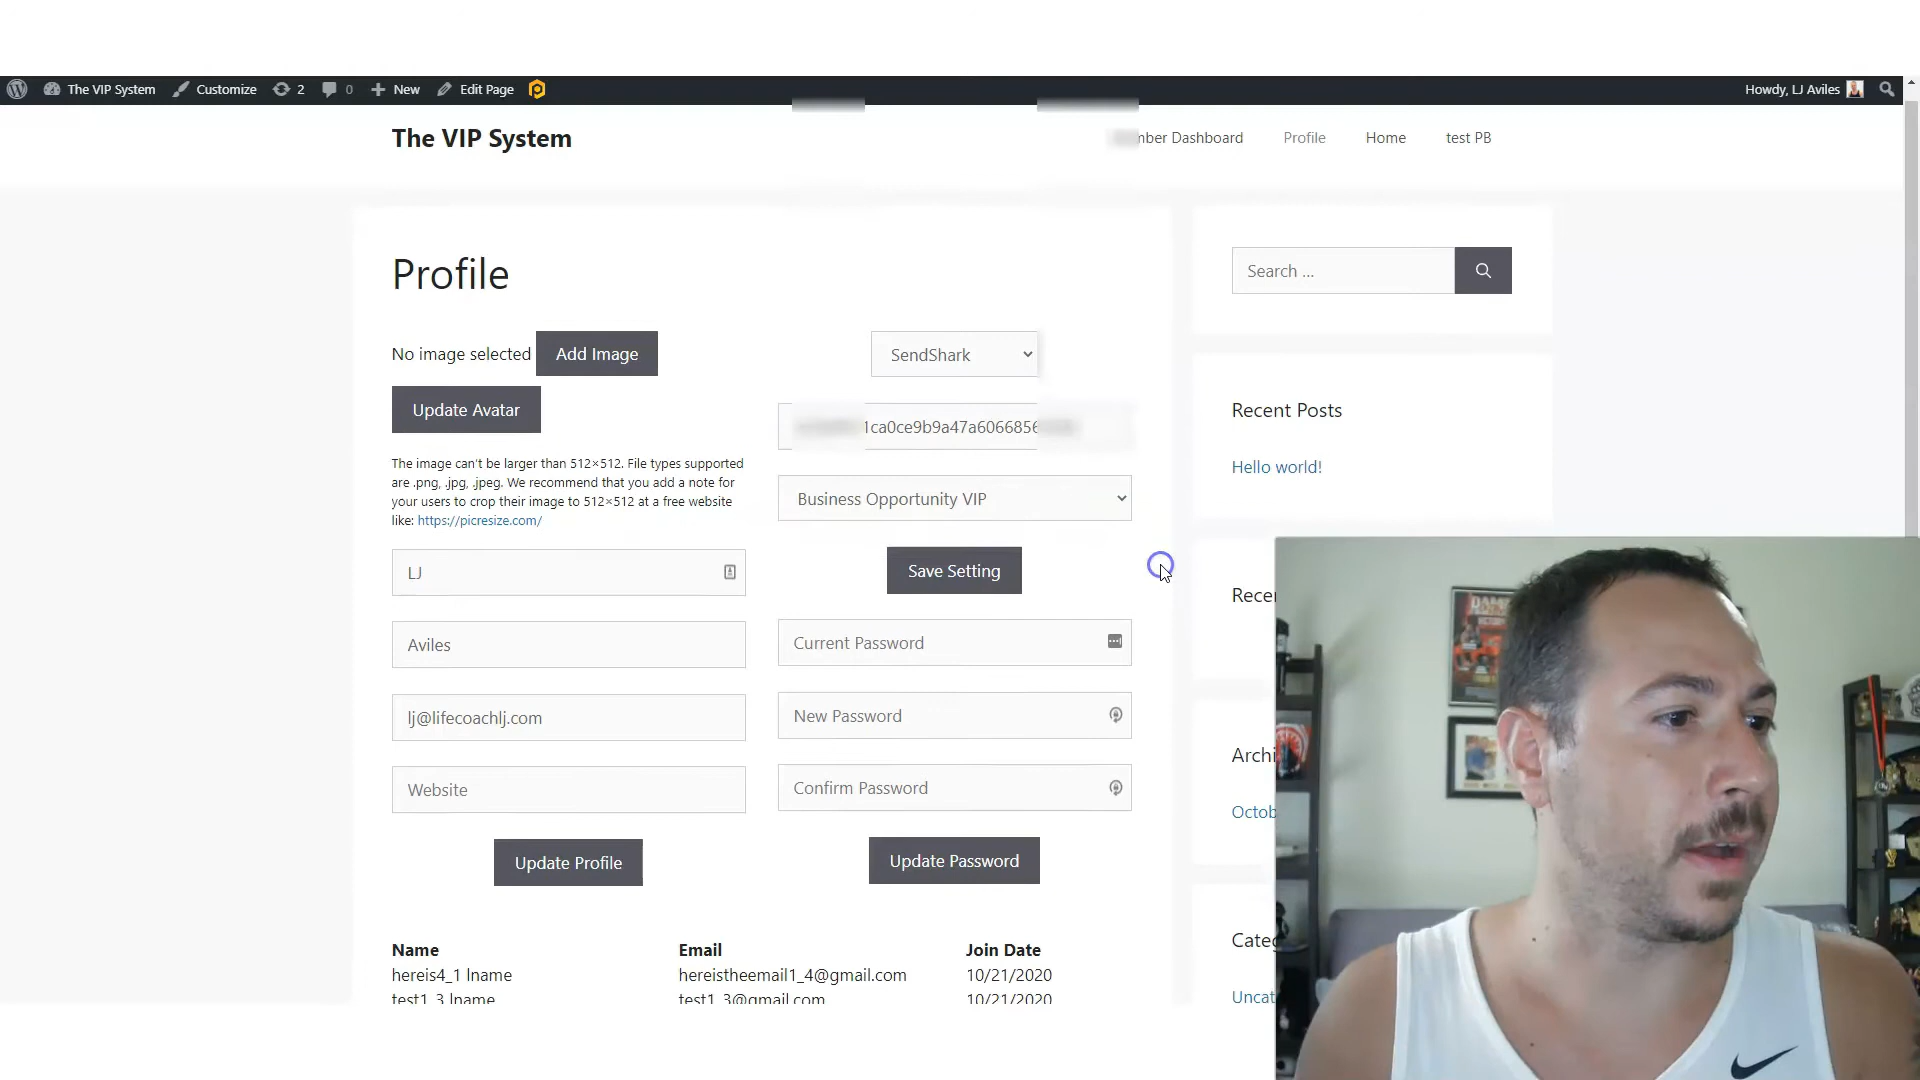 The VIP System
Customize
2
0
New
Edit Page
Howdy, LJ Aviles
The VIP System
mber Dashboard
Profile
Home
test PB
Profile
No image selected
Add Image
Update Avatar
The image can't be larger than 512×512. File types supported
are .png, .jpg, .jpeg. We recommend that you add a note for
your users to crop their image to 512×512 at a free website
like: https://picresize.com/
LJ
Aviles
lj@lifecoachlj.com
Website
Update Profile
SendShark
1ca0ce9b9a47a606685
Business Opportunity VIP
Save Setting
Current Password
New Password
Confirm Password
Update Password
Name Email Join Date
hereis4_1 lname hereistheemail1_4@gmail.com 10/21/2020
test1_3 lname test1_3@gmail.com 10/21/2020
Search ...
Recent Posts
Hello world!
Recen
Archi
Octob
Categ
Uncat